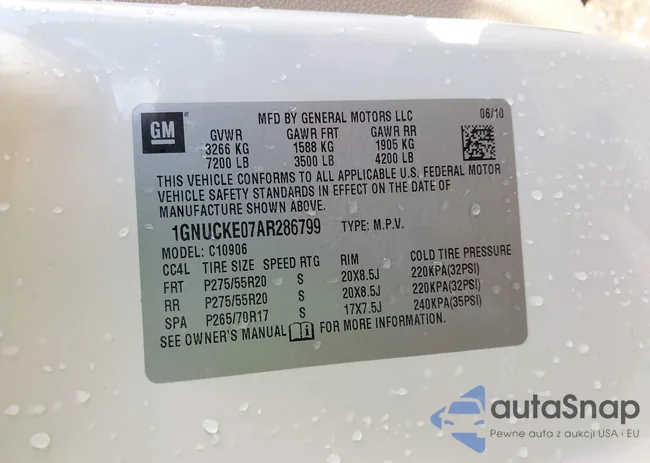 GM
MFD BY GENERAL MOTORS LLC 06/10
GVWR GAWR FRT GAWR RR
3266 KG 1588 KG 1905 KG
7200 LB 3500 LB 4200 LB
THIS VEHICLE CONFORMS TO ALL APPLICABLE U.S. FEDERAL MOTOR
VEHICLE SAFETY STANDARDS IN EFFECT ON THE DATE OF
MANUFACTURE SHOWN ABOVE.
1GNUCKE07AR286799 TYPE: M.P.V.
MODEL: C10906
CC4L TIRE SIZE SPEED RTG RIM COLD TIRE PRESSURE
FRT P275/55R20 S 20X8.5J 220KPA(32PSI)
RR P275/55R20 S 20X8.5J 220KPA(32PSI)
SPA P265/70R17 S 17X7.5J 240KPA(35PSI)
SEE OWNER'S MANUAL FOR MORE INFORMATION.
autaSnap
Pewne auta z aukcji USA i EU